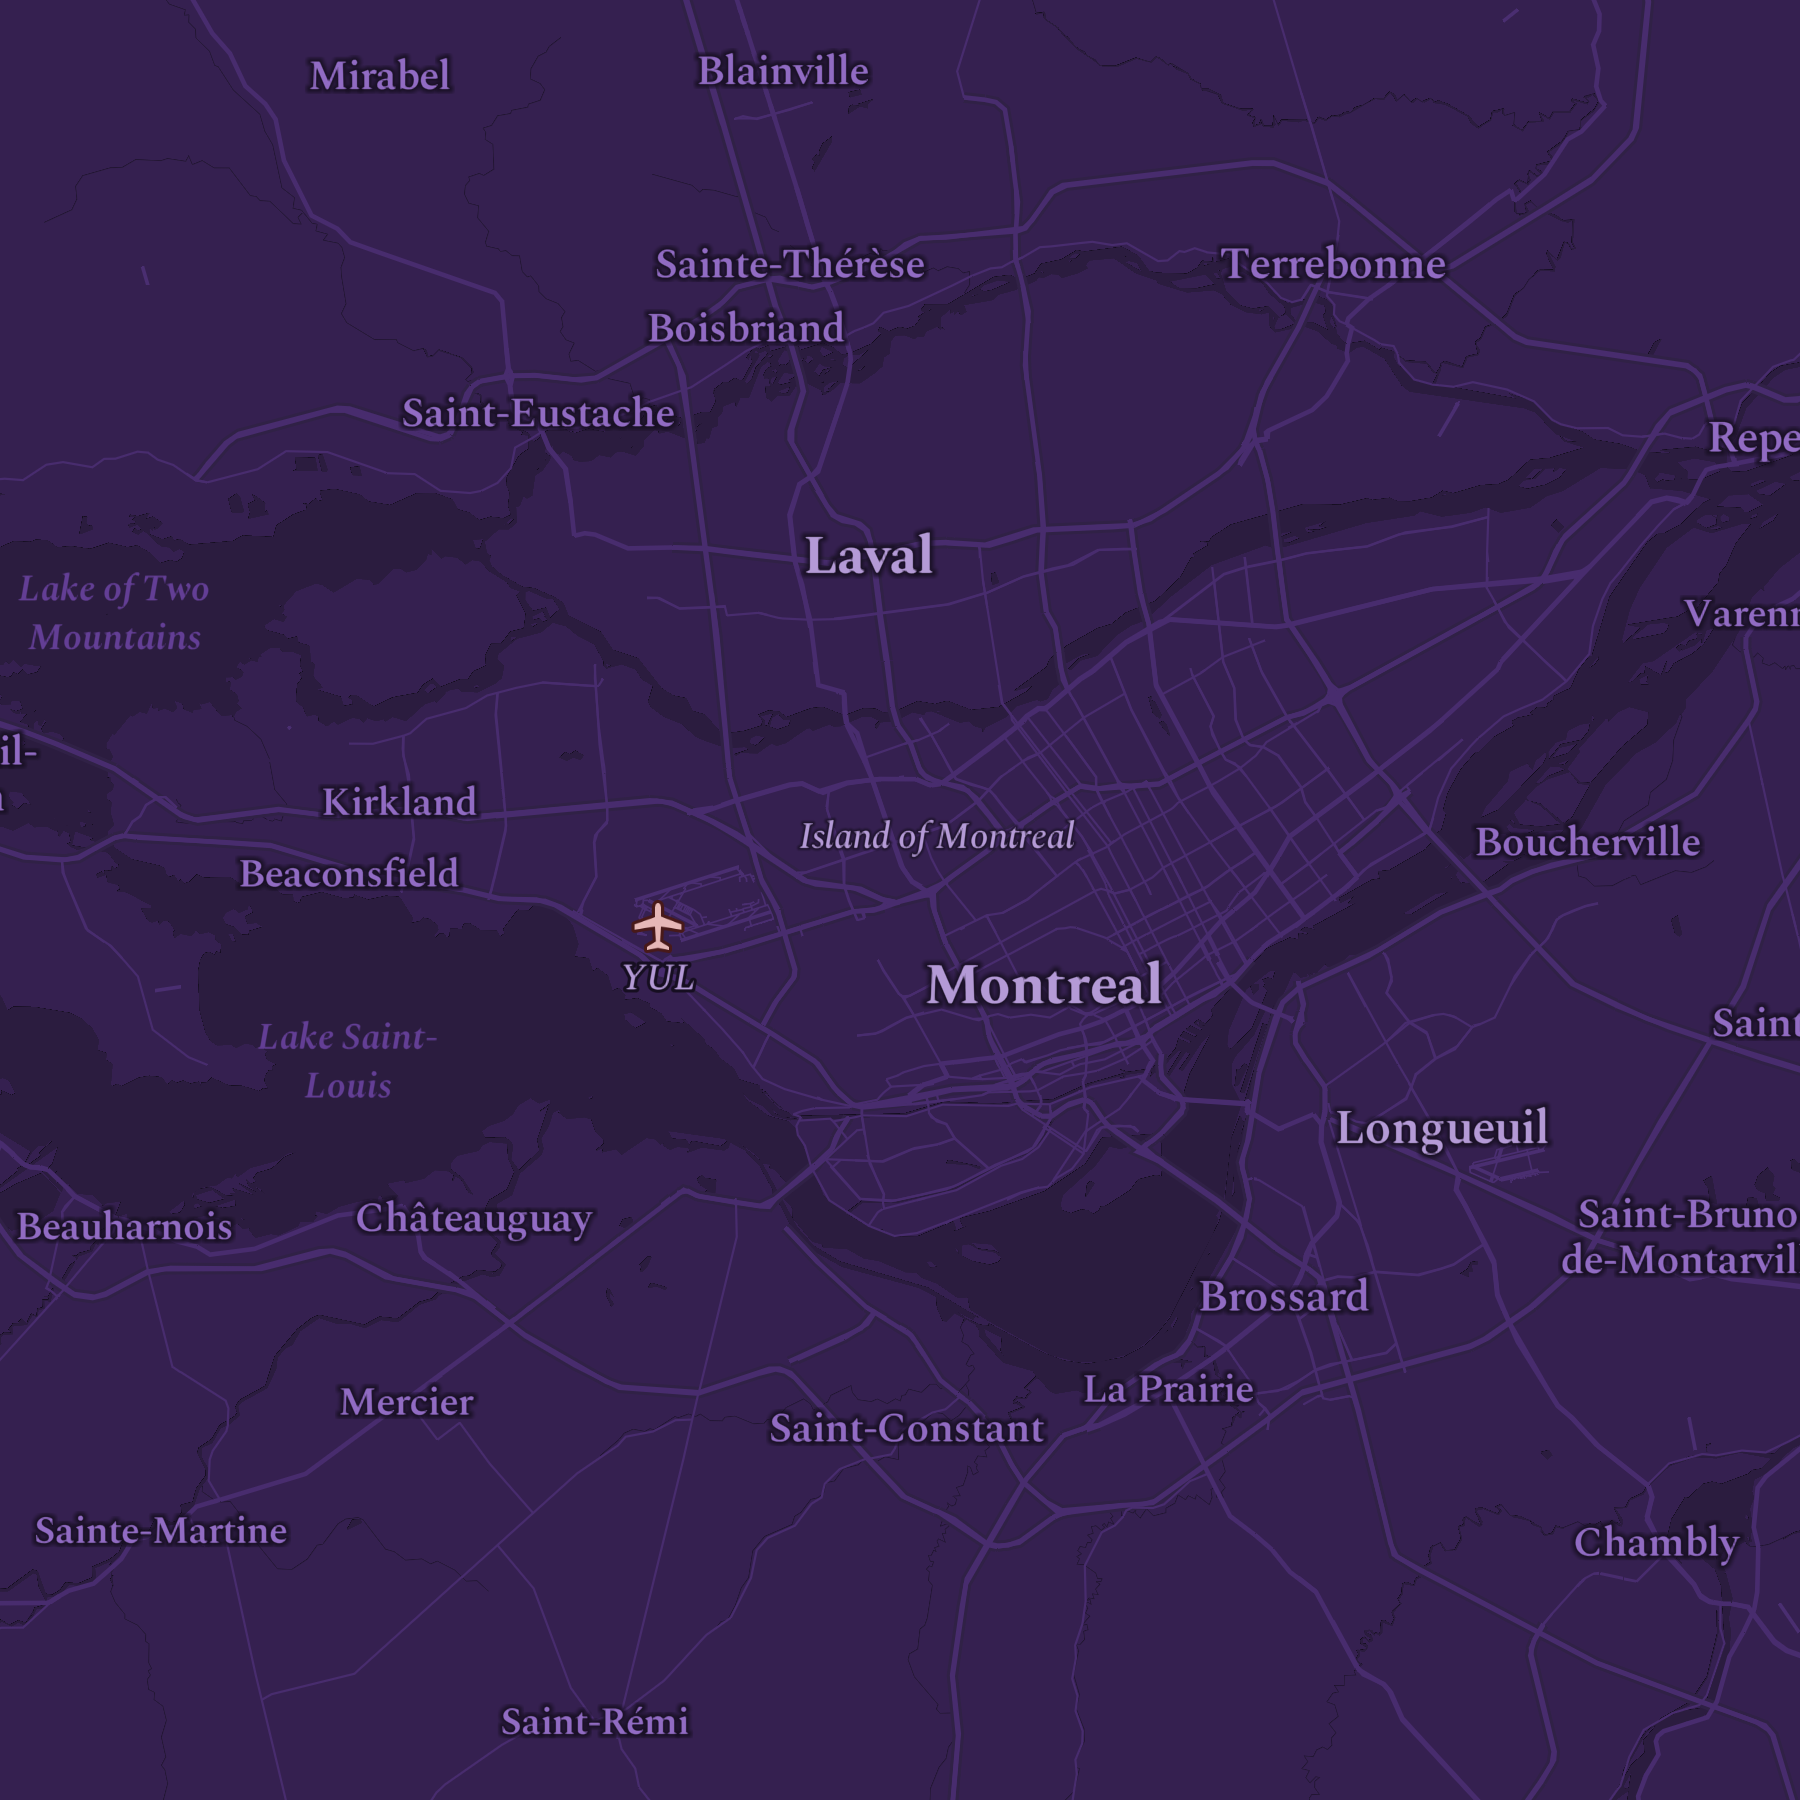 Mirabel
Blainville
Sainte-Thérèse
Terrebonne
Boisbriand
Saint-Eustache
Repe
Laval
Lake of Two
Mountains
Varenn
il-
Kirkland
Island of Montreal
Boucherville
Beaconsfield
YUL
Montreal
Saint
Lake Saint-
Louis
Longueuil
Beauharnois
Châteauguay
Saint-Bruno
de-Montarvil
Brossard
La Prairie
Mercier
Saint-Constant
Sainte-Martine
Chambly
Saint-Rémi